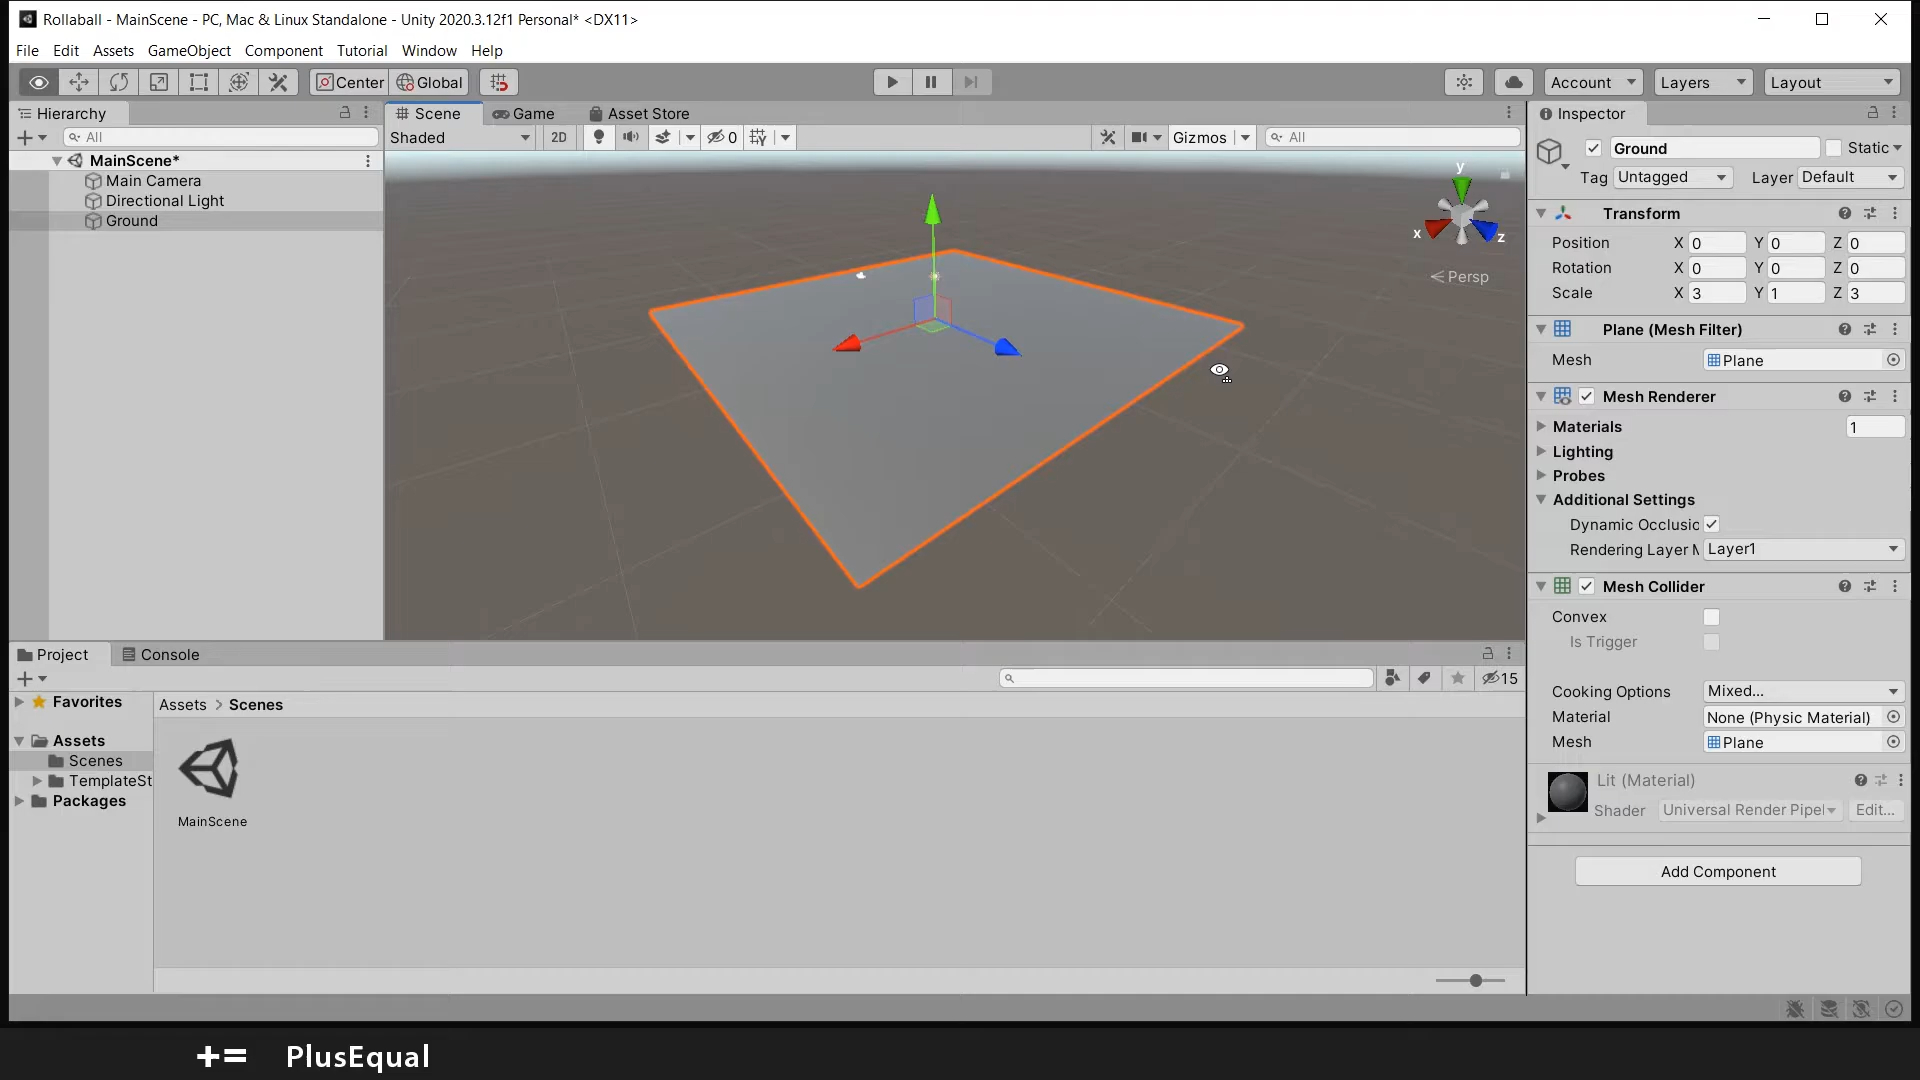 Rollaball - MainScene - PC, Mac & Linux Standalone - Unity 2020.3.12f1 Personal* <DX11>
File Edit Assets GameObject Component Tutorial Window Help
Center Global Account Layers Layout
Hierarchy
All
MainScene*
Main Camera
Directional Light
Ground
Scene Game Asset Store
Shaded 2D 0 Gizmos All
y
x
z
Persp
Inspector
Ground Static
Tag Untagged Layer Default
Transform
Position X 0 Y 0 Z 0
Rotation X 0 Y 0 Z 0
Scale X 3 Y 1 Z 3
Plane (Mesh Filter)
Mesh Plane
Mesh Renderer
Materials 1
Lighting
Probes
Additional Settings
Dynamic Occlusic
Rendering Layer M Layer1
Mesh Collider
Convex
Is Trigger
Cooking Options Mixed...
Material None (Physic Material)
Mesh Plane
Lit (Material)
Shader Universal Render Pipel Edit...
Add Component
Project Console
15
Favorites
Assets
Scenes
TemplateSt
Packages
Assets > Scenes
MainScene
+= PlusEqual